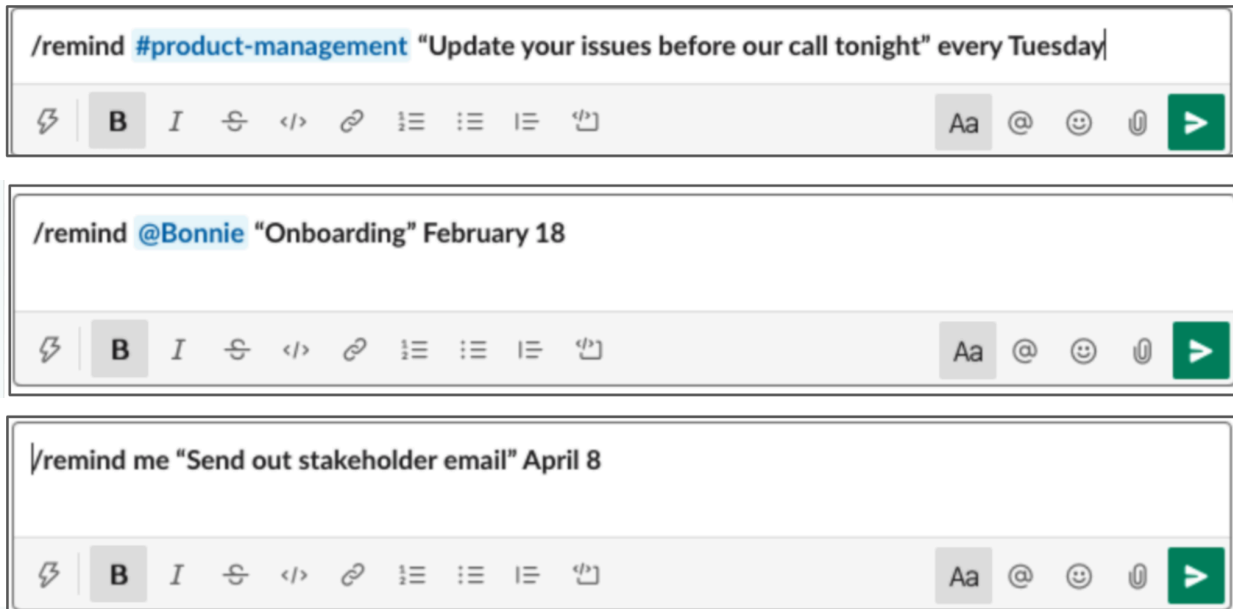 /remind #product-management “Update your issues before our call tonight” every Tuesday
B I S </> Aa @
/remind @Bonnie “Onboarding” February 18
B I S </> Aa @
/remind me “Send out stakeholder email” April 8
B I S </> Aa @